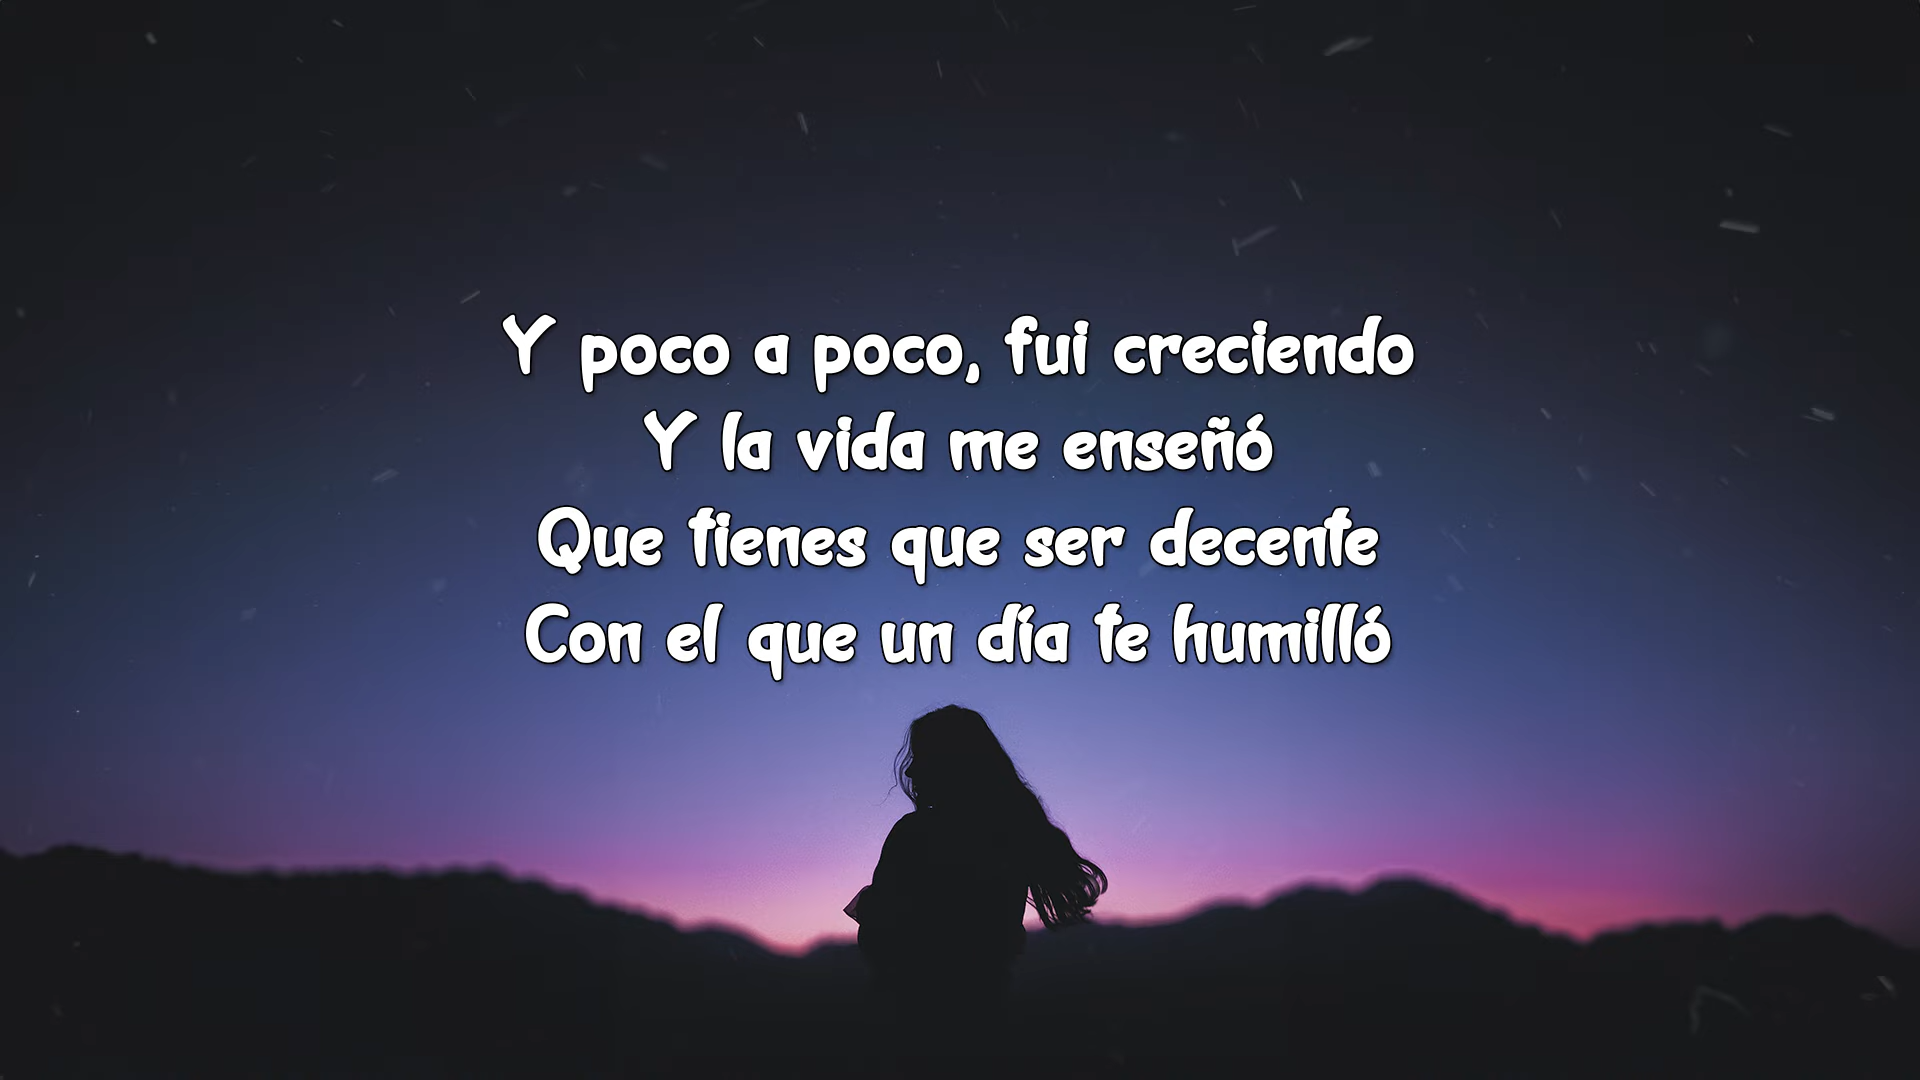 Y poco a poco, fui creciendo
Y la vida me enseñó
Que tienes que ser decente
Con el que un día te humilló